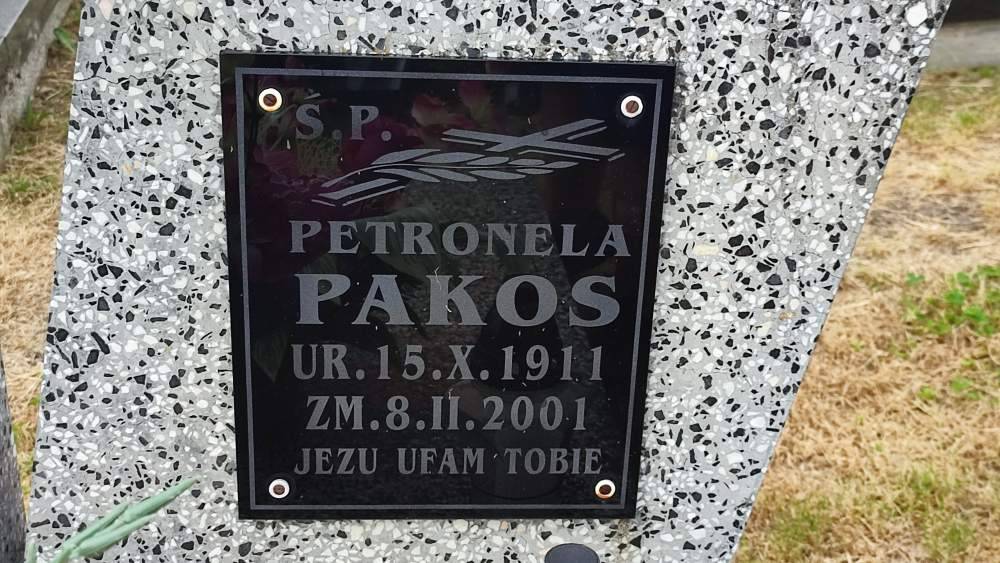 Ś.P.
PETRONELA
PAKOS
UR.15.X.1911
ZM.8.II.2001
JEZU UFAM TOBIE